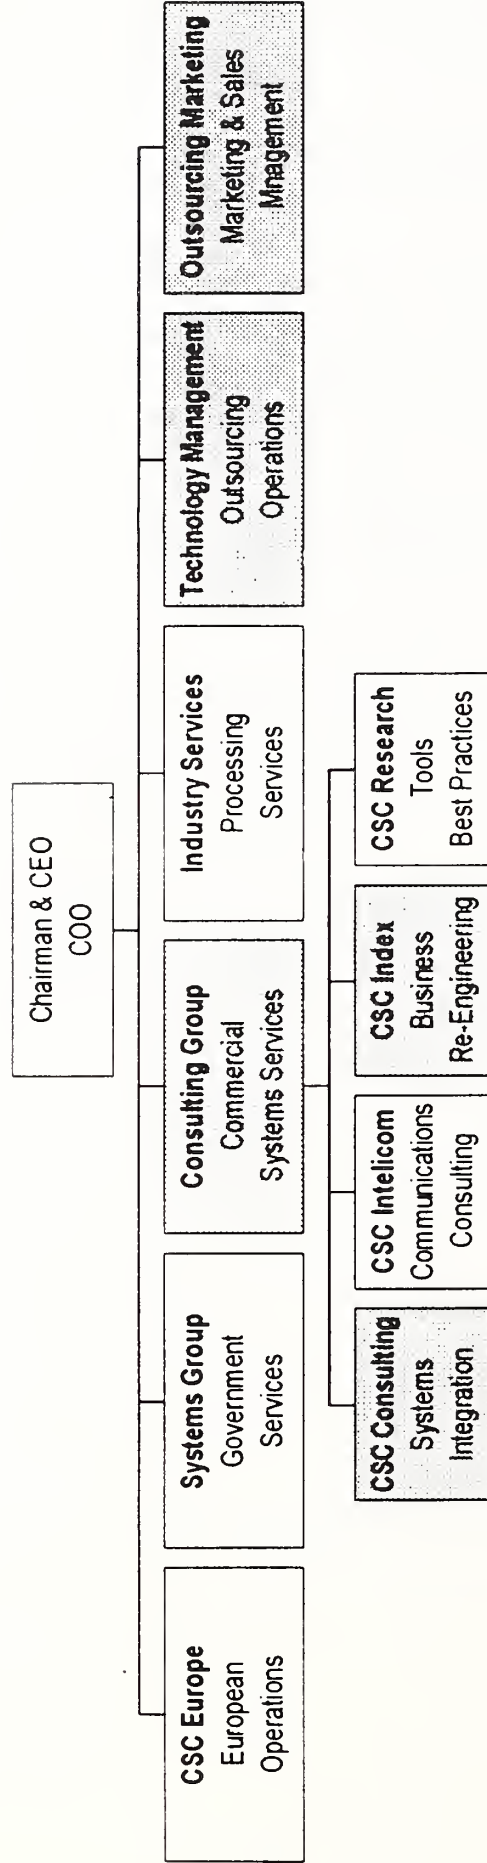 Chairman & CEO
COO
CSC Europe
European
Operations
Systems Group
Government
Services
Consulting Group
Commercial
Systems Services
Industry Services
Processing
Services
Technology Management
Outsourcing
Operations
Outsourcing Marketing
Marketing & Sales
Mnagement
CSC Consulting
Systems
Integration
CSC Intelicom
Communications
Consulting
CSC Index
Business
Re-Engineering
CSC Research
Tools
Best Practices